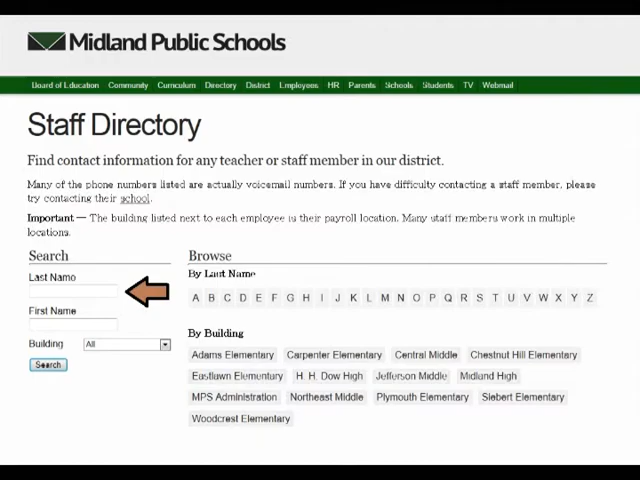 Midland Public Schools
Board of Education Community Curriculum Directory District Employees HR Parents Schools Students TV Webmail
Staff Directory
Find contact information for any teacher or staff member in our district.
Many of the phone numbers listed are actually voicemail numbers. If you have difficulty contacting a staff member, please
try contacting their school.
Important — The building listed next to each employee is their payroll location. Many staff members work in multiple
locations.
Search
Last Name
First Name
Building All
Search
Browse
By Last Name
A B C D E F G H I J K L M N O P Q R S T U V W X Y Z
By Building
Adams Elementary Carpenter Elementary Central Middle Chestnut Hill Elementary
Eastlawn Elementary H. H. Dow High Jefferson Middle Midland High
MPS Administration Northeast Middle Plymouth Elementary Siebert Elementary
Woodcrest Elementary